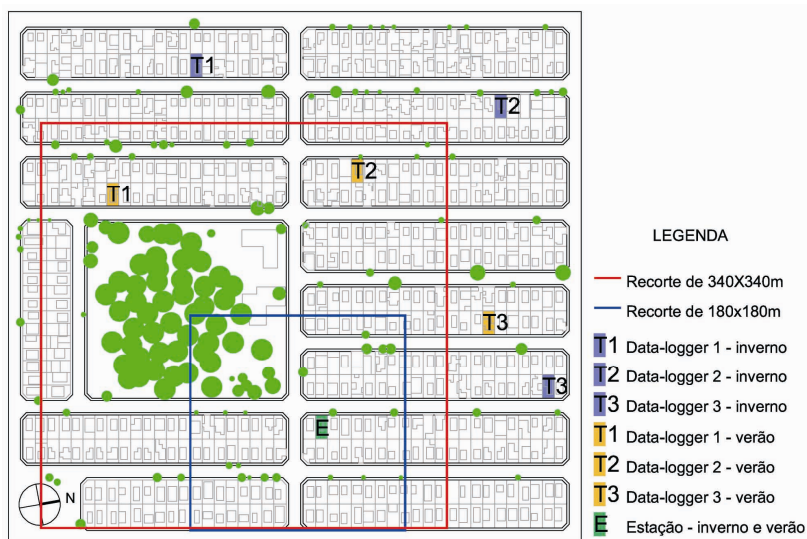 T1
T2
T2
T1
T3
T3
E
N
LEGENDA
Recorte de 340X340m
Recorte de 180x180m
T1 Data-logger 1 - inverno
T2 Data-logger 2 - inverno
T3 Data-logger 3 - inverno
T1 Data-logger 1 - verão
T2 Data-logger 2 - verão
T3 Data-logger 3 - verão
E Estação - inverno e verão